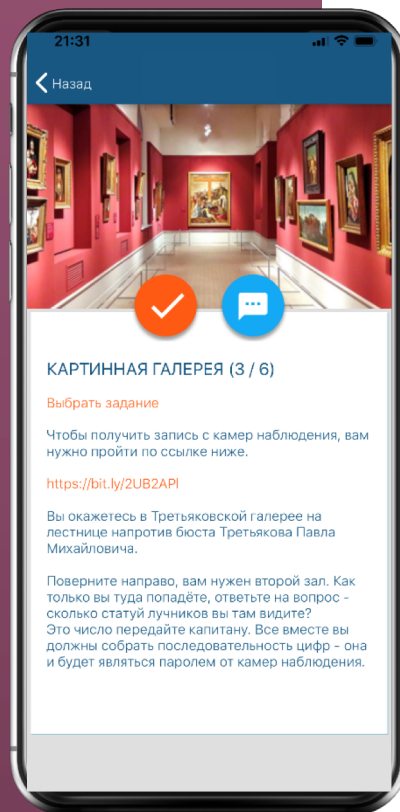 21:31
Назад
КАРТИННАЯ ГАЛЕРЕЯ (3 / 6)
Выбрать задание
Чтобы получить запись с камер наблюдения, вам
нужно пройти по ссылке ниже.
https://bit.ly/2UB2APl
Вы окажетесь в Третьяковской галерее на
лестнице напротив бюста Третьякова Павла
Михайловича.
Поверните направо, вам нужен второй зал. Как
только вы туда попадёте, ответьте на вопрос -
сколько статуй лучников вы там видите?
Это число передайте капитану. Все вместе вы
должны собрать последовательность цифр - она
и будет являться паролем от камер наблюдения.